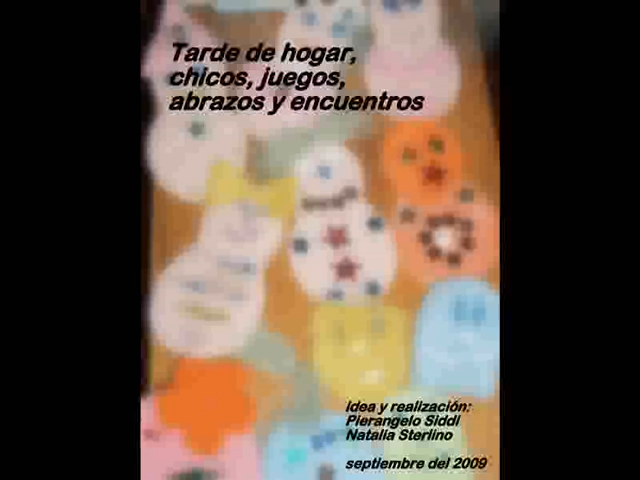 Tarde de hogar,
chicos, juegos,
abrazos y encuentros
Idea y realización:
Pierangelo Siddi
Natalia Sterlino
septiembre del 2009